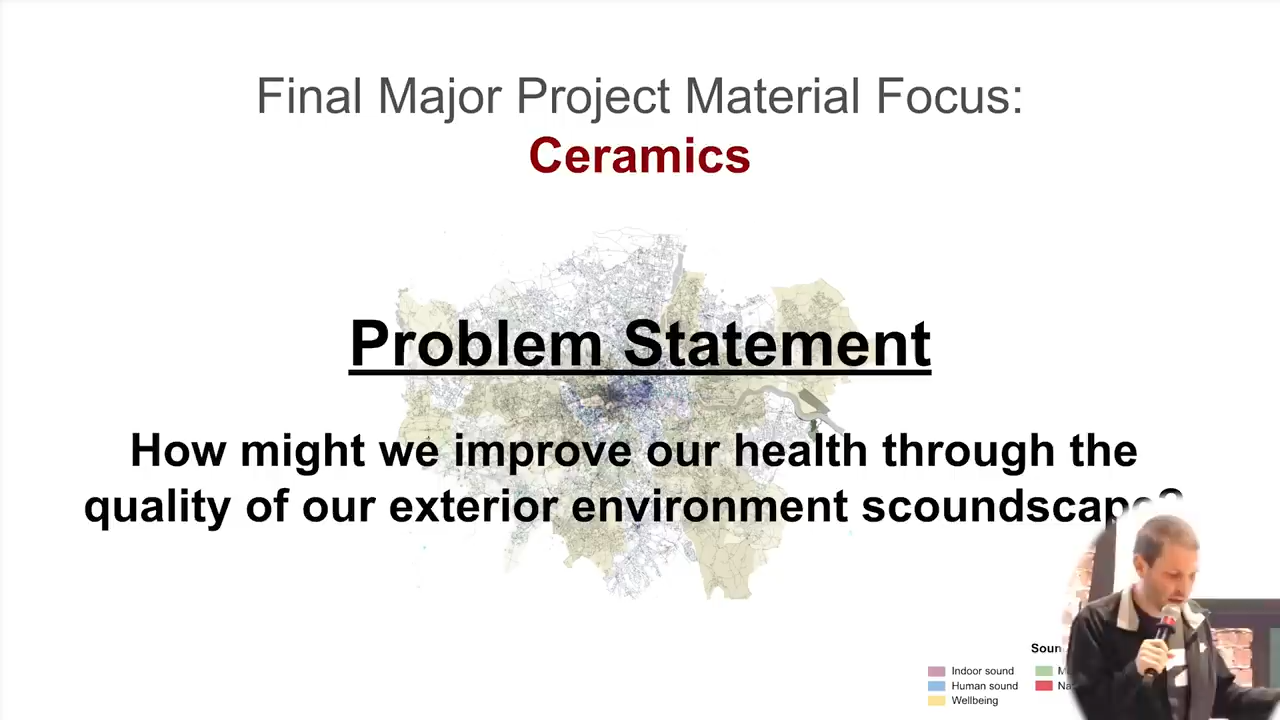 Final Major Project Material Focus:
Ceramics
Problem Statement
How might we improve our health through the
quality of our exterior environment scoundscape?
Indoor sound
Human sound
Wellbeing